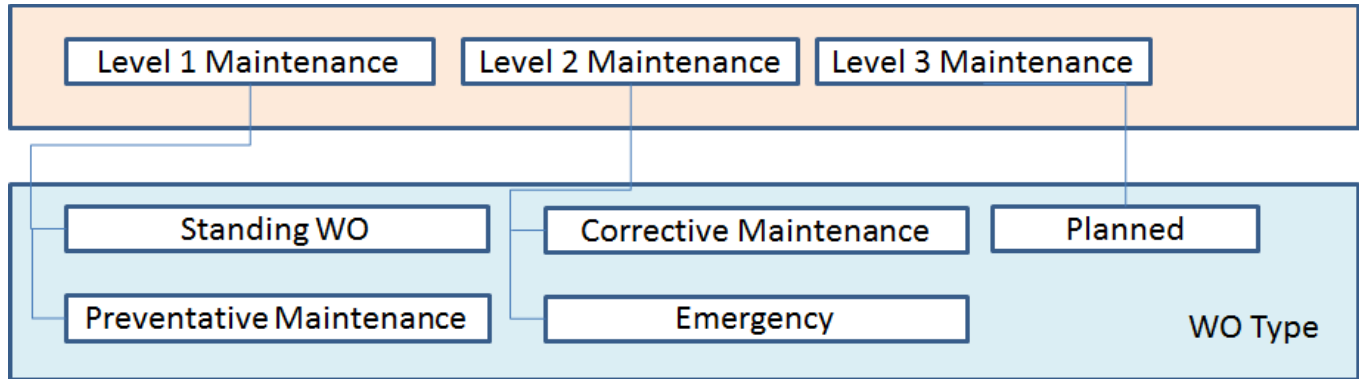 Level 1 Maintenance
Level 2 Maintenance
Level 3 Maintenance
Standing WO
Corrective Maintenance
Planned
Preventative Maintenance
Emergency
WO Type